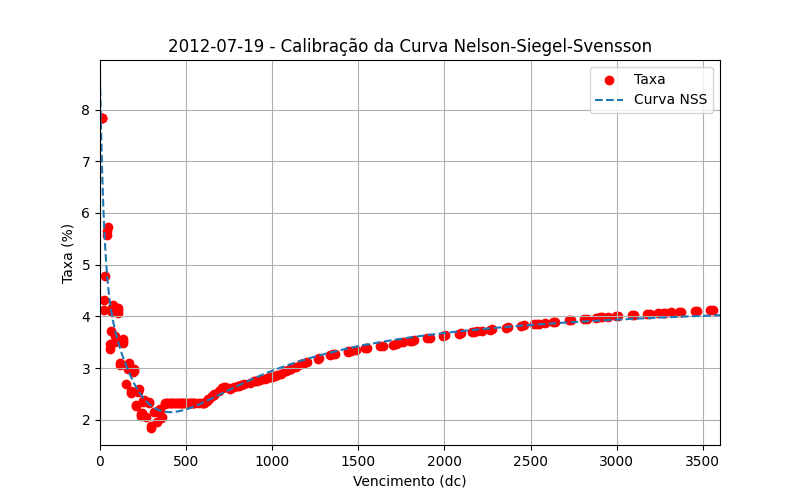 2012-07-19 - Calibração da Curva Nelson-Siegel-Svensson
Taxa
Curva NSS
Taxa (%)
8
7
6
5
4
3
2
0 500 1000 1500 2000 2500 3000 3500
Vencimento (dc)